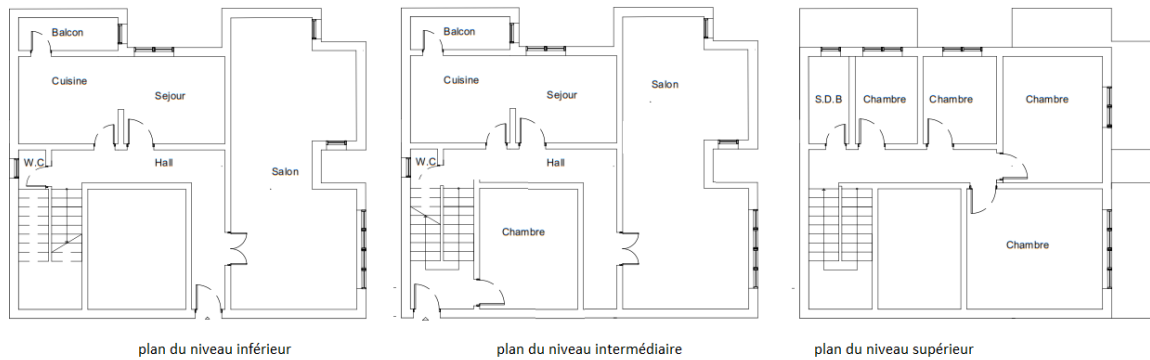 Balcon
Cuisine
Sejour
W.C
Hall
Salon
plan du niveau inférieur
Balcon
Cuisine
Sejour
Salon
W.C
Hall
Chambre
plan du niveau intermédiaire
S.D.B
Chambre
Chambre
Chambre
Chambre
plan du niveau supérieur